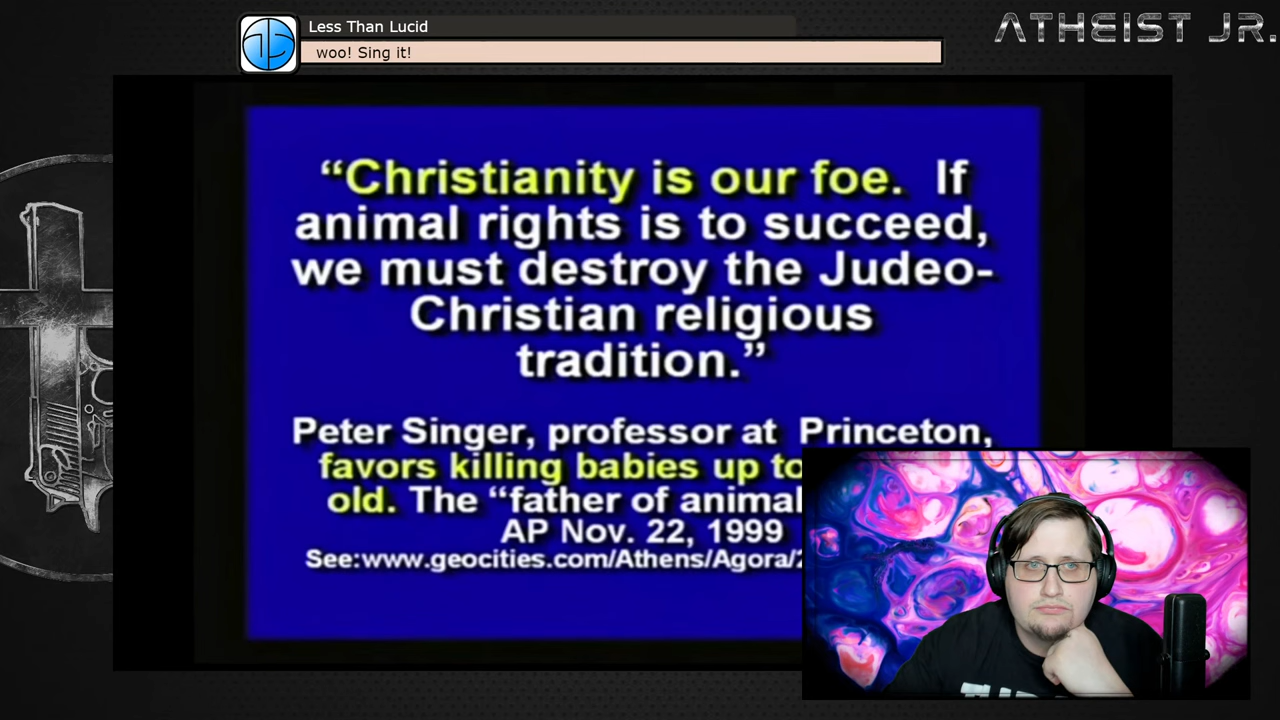 Less Than Lucid
woo! Sing it!
ATHEIST JR.
“Christianity is our foe. If
animal rights is to succeed,
we must destroy the Judeo-
Christian religious
tradition.”
Peter Singer, professor at Princeton,
favors killing babies up to
old. The “father of animal
AP Nov. 22, 1999
See:www.geocities.com/Athens/Agora/